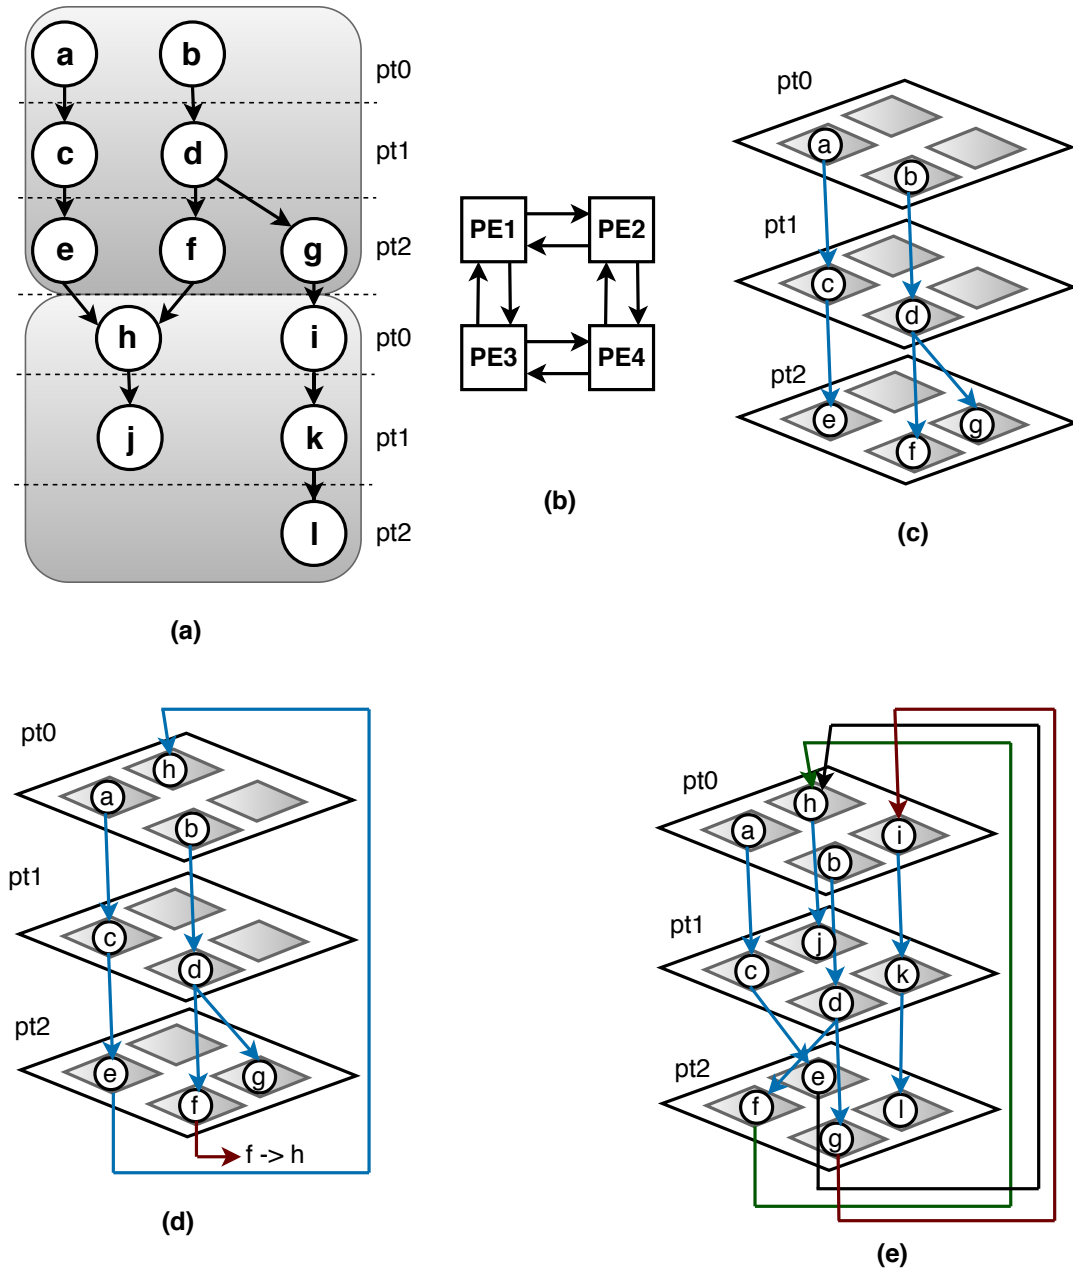 a b
pt0
c d
pt1
e f g
pt2
h i
pt0
j k
pt1
l
pt2
(a)
PE1 PE2
PE3 PE4
(b)
pt0
a
b
pt1
c
d
pt2
e
g
f
(c)
pt0
h
a
b
pt1
c
d
pt2
e
g
f
f -> h
(d)
pt0
h
a
i
b
pt1
j
c
k
d
pt2
e
f
l
g
(e)